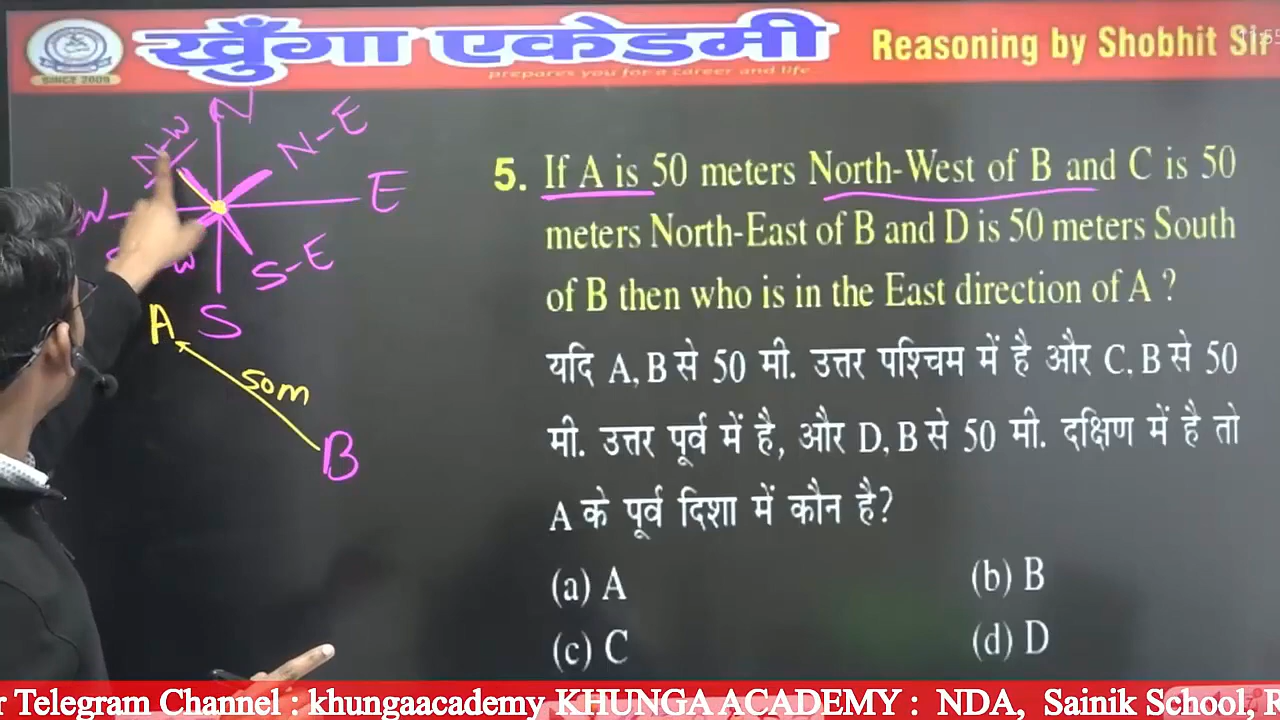 खुँगा एकेडमी
prepares you for a career and life
SINCE 2009
Reasoning by Shobhit Sir
N
N-W
N-E
W
E
S-E
S
A
50m
B
5. If A is 50 meters North-West of B and C is 50
meters North-East of B and D is 50 meters South
of B then who is in the East direction of A ?
यदि A, B से 50 मी. उत्तर पश्चिम में है और C, B से 50
मी. उत्तर पूर्व में है, और D, B से 50 मी. दक्षिण में है तो
A के पूर्व दिशा में कौन है?
(a) A
(b) B
(c) C
(d) D
Telegram Channel : khungaacademy KHUNGA ACADEMY : NDA, Sainik School,